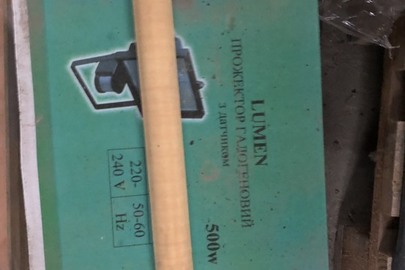 LUMEN
ПРОЖЕКТОР ГАЛОГЕНОВИЙ
З ДАТЧИКОМ
500w
220-
240 V
50-60
Hz